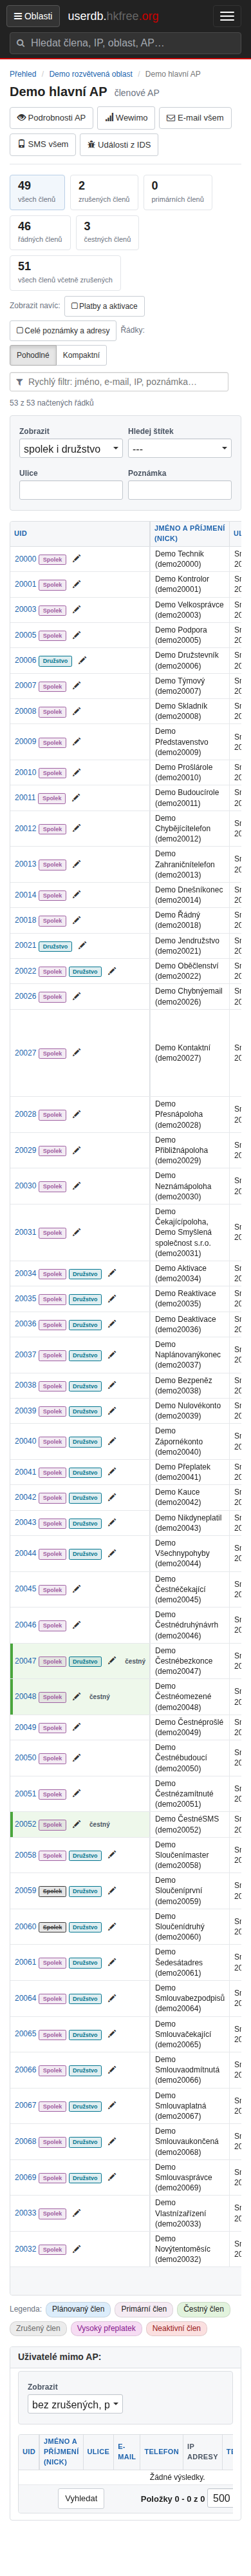 Oblasti
userdb.hkfree.org
Hledat člena, IP, oblast, AP…
Přehled / Demo rozvětvená oblast / Demo hlavní AP
Demo hlavní AP členové AP
Podrobnosti AP
Wewimo
E-mail všem
SMS všem
Události z IDS
49
všech členů
2
zrušených členů
0
primárních členů
46
řádných členů
3
čestných členů
51
všech členů včetně zrušených
Zobrazit navíc:
Platby a aktivace
Celé poznámky a adresy
Řádky:
Pohodlné
Kompaktní
Rychlý filtr: jméno, e-mail, IP, poznámka…
53 z 53 načtených řádků
Zobrazit
Hledej štítek
spolek i družstvo
---
Ulice
Poznámka
UID
JMÉNO A PŘÍJMENÍ
(NICK)
20000 Spolek
Demo Technik
(demo20000)
20001 Spolek
Demo Kontrolor
(demo20001)
20003 Spolek
Demo Velkosprávce
(demo20003)
20005 Spolek
Demo Podpora
(demo20005)
20006 Družstvo
Demo Družstevník
(demo20006)
20007 Spolek
Demo Týmový
(demo20007)
20008 Spolek
Demo Skladník
(demo20008)
20009 Spolek
Demo
Představenstvo
(demo20009)
20010 Spolek
Demo Prošlárole
(demo20010)
20011 Spolek
Demo Budoucírole
(demo20011)
20012 Spolek
Demo
Chybějícítelefon
(demo20012)
20013 Spolek
Demo
Zahraničnítelefon
(demo20013)
20014 Spolek
Demo Dnešníkonec
(demo20014)
20018 Spolek
Demo Řádný
(demo20018)
20021 Družstvo
Demo Jendružstvo
(demo20021)
20022 Spolek Družstvo
Demo Oběčlenství
(demo20022)
20026 Spolek
Demo Chybnýemail
(demo20026)
20027 Spolek
Demo Kontaktní
(demo20027)
20028 Spolek
Demo
Přesnápoloha
(demo20028)
20029 Spolek
Demo
Přibližnápoloha
(demo20029)
20030 Spolek
Demo
Neznámápoloha
(demo20030)
20031 Spolek
Demo
Čekajícípoloha,
Demo Smyšlená
společnost s.r.o.
(demo20031)
20034 Spolek Družstvo
Demo Aktivace
(demo20034)
20035 Spolek Družstvo
Demo Reaktivace
(demo20035)
20036 Spolek Družstvo
Demo Deaktivace
(demo20036)
20037 Spolek Družstvo
Demo
Naplánovanýkonec
(demo20037)
20038 Spolek Družstvo
Demo Bezpeněz
(demo20038)
20039 Spolek Družstvo
Demo Nulovékonto
(demo20039)
20040 Spolek Družstvo
Demo
Zápornékonto
(demo20040)
20041 Spolek Družstvo
Demo Přeplatek
(demo20041)
20042 Spolek Družstvo
Demo Kauce
(demo20042)
20043 Spolek Družstvo
Demo Nikdyneplatil
(demo20043)
20044 Spolek Družstvo
Demo
Všechnypohyby
(demo20044)
20045 Spolek
Demo
Čestnéčekající
(demo20045)
20046 Spolek
Demo
Čestnédruhýnávrh
(demo20046)
20047 Spolek Družstvo čestný
Demo
Čestnébezkonce
(demo20047)
20048 Spolek čestný
Demo
Čestnéomezené
(demo20048)
20049 Spolek
Demo Čestnéprošlé
(demo20049)
20050 Spolek
Demo
Čestnébudoucí
(demo20050)
20051 Spolek
Demo
Čestnézamítnuté
(demo20051)
20052 Spolek čestný
Demo ČestnéSMS
(demo20052)
20058 Spolek Družstvo
Demo
Sloučenímaster
(demo20058)
20059 Spolek Družstvo
Demo
Sloučeníprvní
(demo20059)
20060 Spolek Družstvo
Demo
Sloučenídruhý
(demo20060)
20061 Spolek Družstvo
Demo
Šedesátadres
(demo20061)
20064 Spolek Družstvo
Demo
Smlouvabezpodpisů
(demo20064)
20065 Spolek Družstvo
Demo
Smlouvačekající
(demo20065)
20066 Spolek Družstvo
Demo
Smlouvaodmítnutá
(demo20066)
20067 Spolek Družstvo
Demo
Smlouvaplatná
(demo20067)
20068 Spolek Družstvo
Demo
Smlouvaukončená
(demo20068)
20069 Spolek Družstvo
Demo
Smlouvasprávce
(demo20069)
20033 Spolek
Demo
Vlastnízařízení
(demo20033)
20032 Spolek
Demo
Novýtentoměsíc
(demo20032)
Legenda: Plánovaný člen Primární člen Čestný člen
Zrušený člen Vysoký přeplatek Neaktivní člen
Uživatelé mimo AP:
Zobrazit
bez zrušených, p
UID
JMÉNO A
PŘÍJMENÍ
(NICK)
ULICE
E-
MAIL
TELEFON
IP
ADRESY
Žádné výsledky.
Vyhledat
Položky 0 - 0 z 0
500